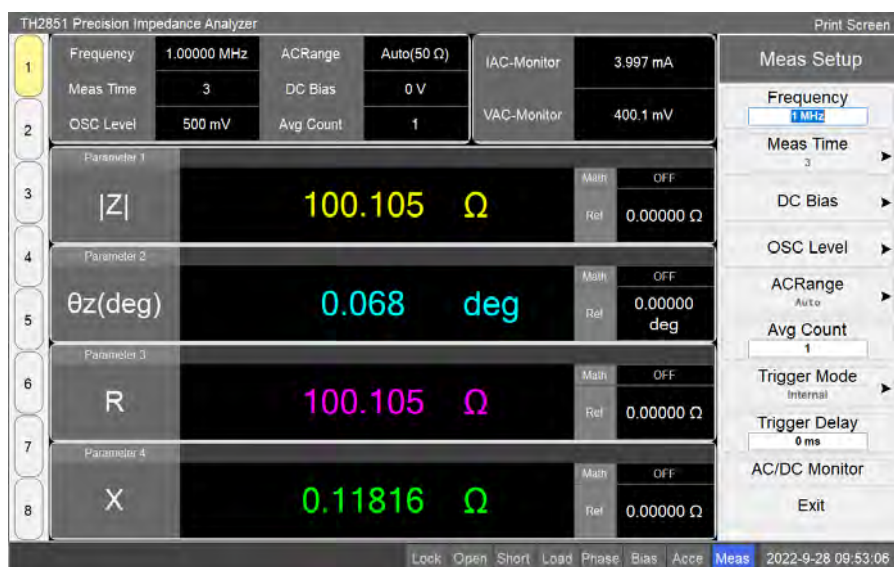 TH2851 Precision Impedance Analyzer
Print Screen
1
2
3
4
5
6
7
8
Frequency 1.00000 MHz ACRange Auto(50 Ω)
Meas Time 3 DC Bias 0 V
OSC Level 500 mV Avg Count 1
IAC-Monitor 3.997 mA
VAC-Monitor 400.1 mV
Parameter 1
|Z| 100.105 Ω
Math OFF
Ref 0.00000 Ω
Parameter 2
θz(deg) 0.068 deg
Math OFF
Ref 0.00000
deg
Parameter 3
R 100.105 Ω
Math OFF
Ref 0.00000 Ω
Parameter 4
X 0.11816 Ω
Math OFF
Ref 0.00000 Ω
Meas Setup
Frequency
1 MHz
Meas Time
3
DC Bias
OSC Level
ACRange
Auto
Avg Count
1
Trigger Mode
Internal
Trigger Delay
0 ms
AC/DC Monitor
Exit
Lock Open Short Load Phase Bias Acce Meas 2022-9-28 09:53:06